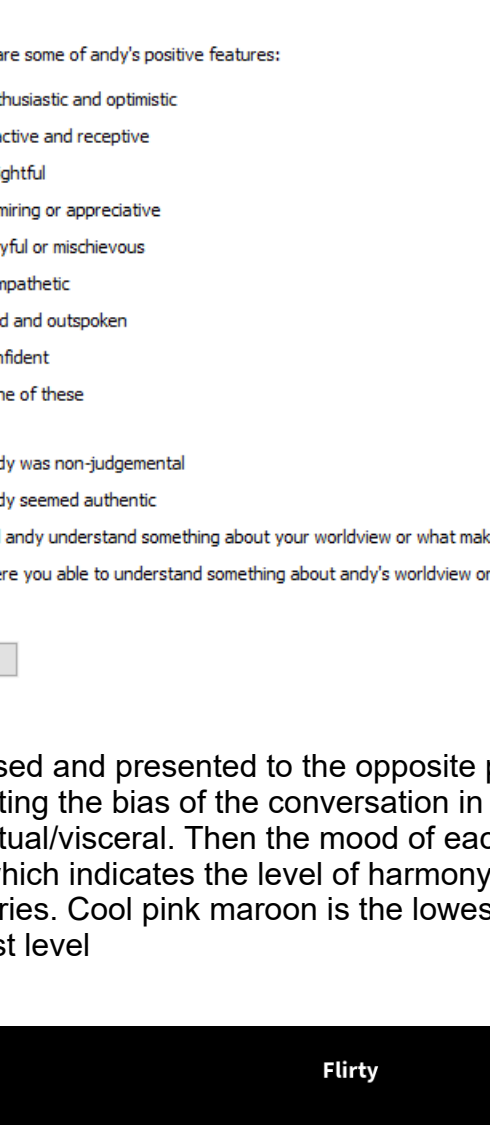 are some of andy's positive features:
thusiastic and optimistic
active and receptive
ghtful
miring or appreciative
yful or mischievous
mpathetic
d and outspoken
nfident
ne of these
dy was non-judgemental
dy seemed authentic
andy understand something about your worldview or what mak
ere you able to understand something about andy's worldview or
sed and presented to the opposite p
ting the bias of the conversation in
tual/visceral. Then the mood of eac
which indicates the level of harmony
ries. Cool pink maroon is the lowes
st level
Flirty